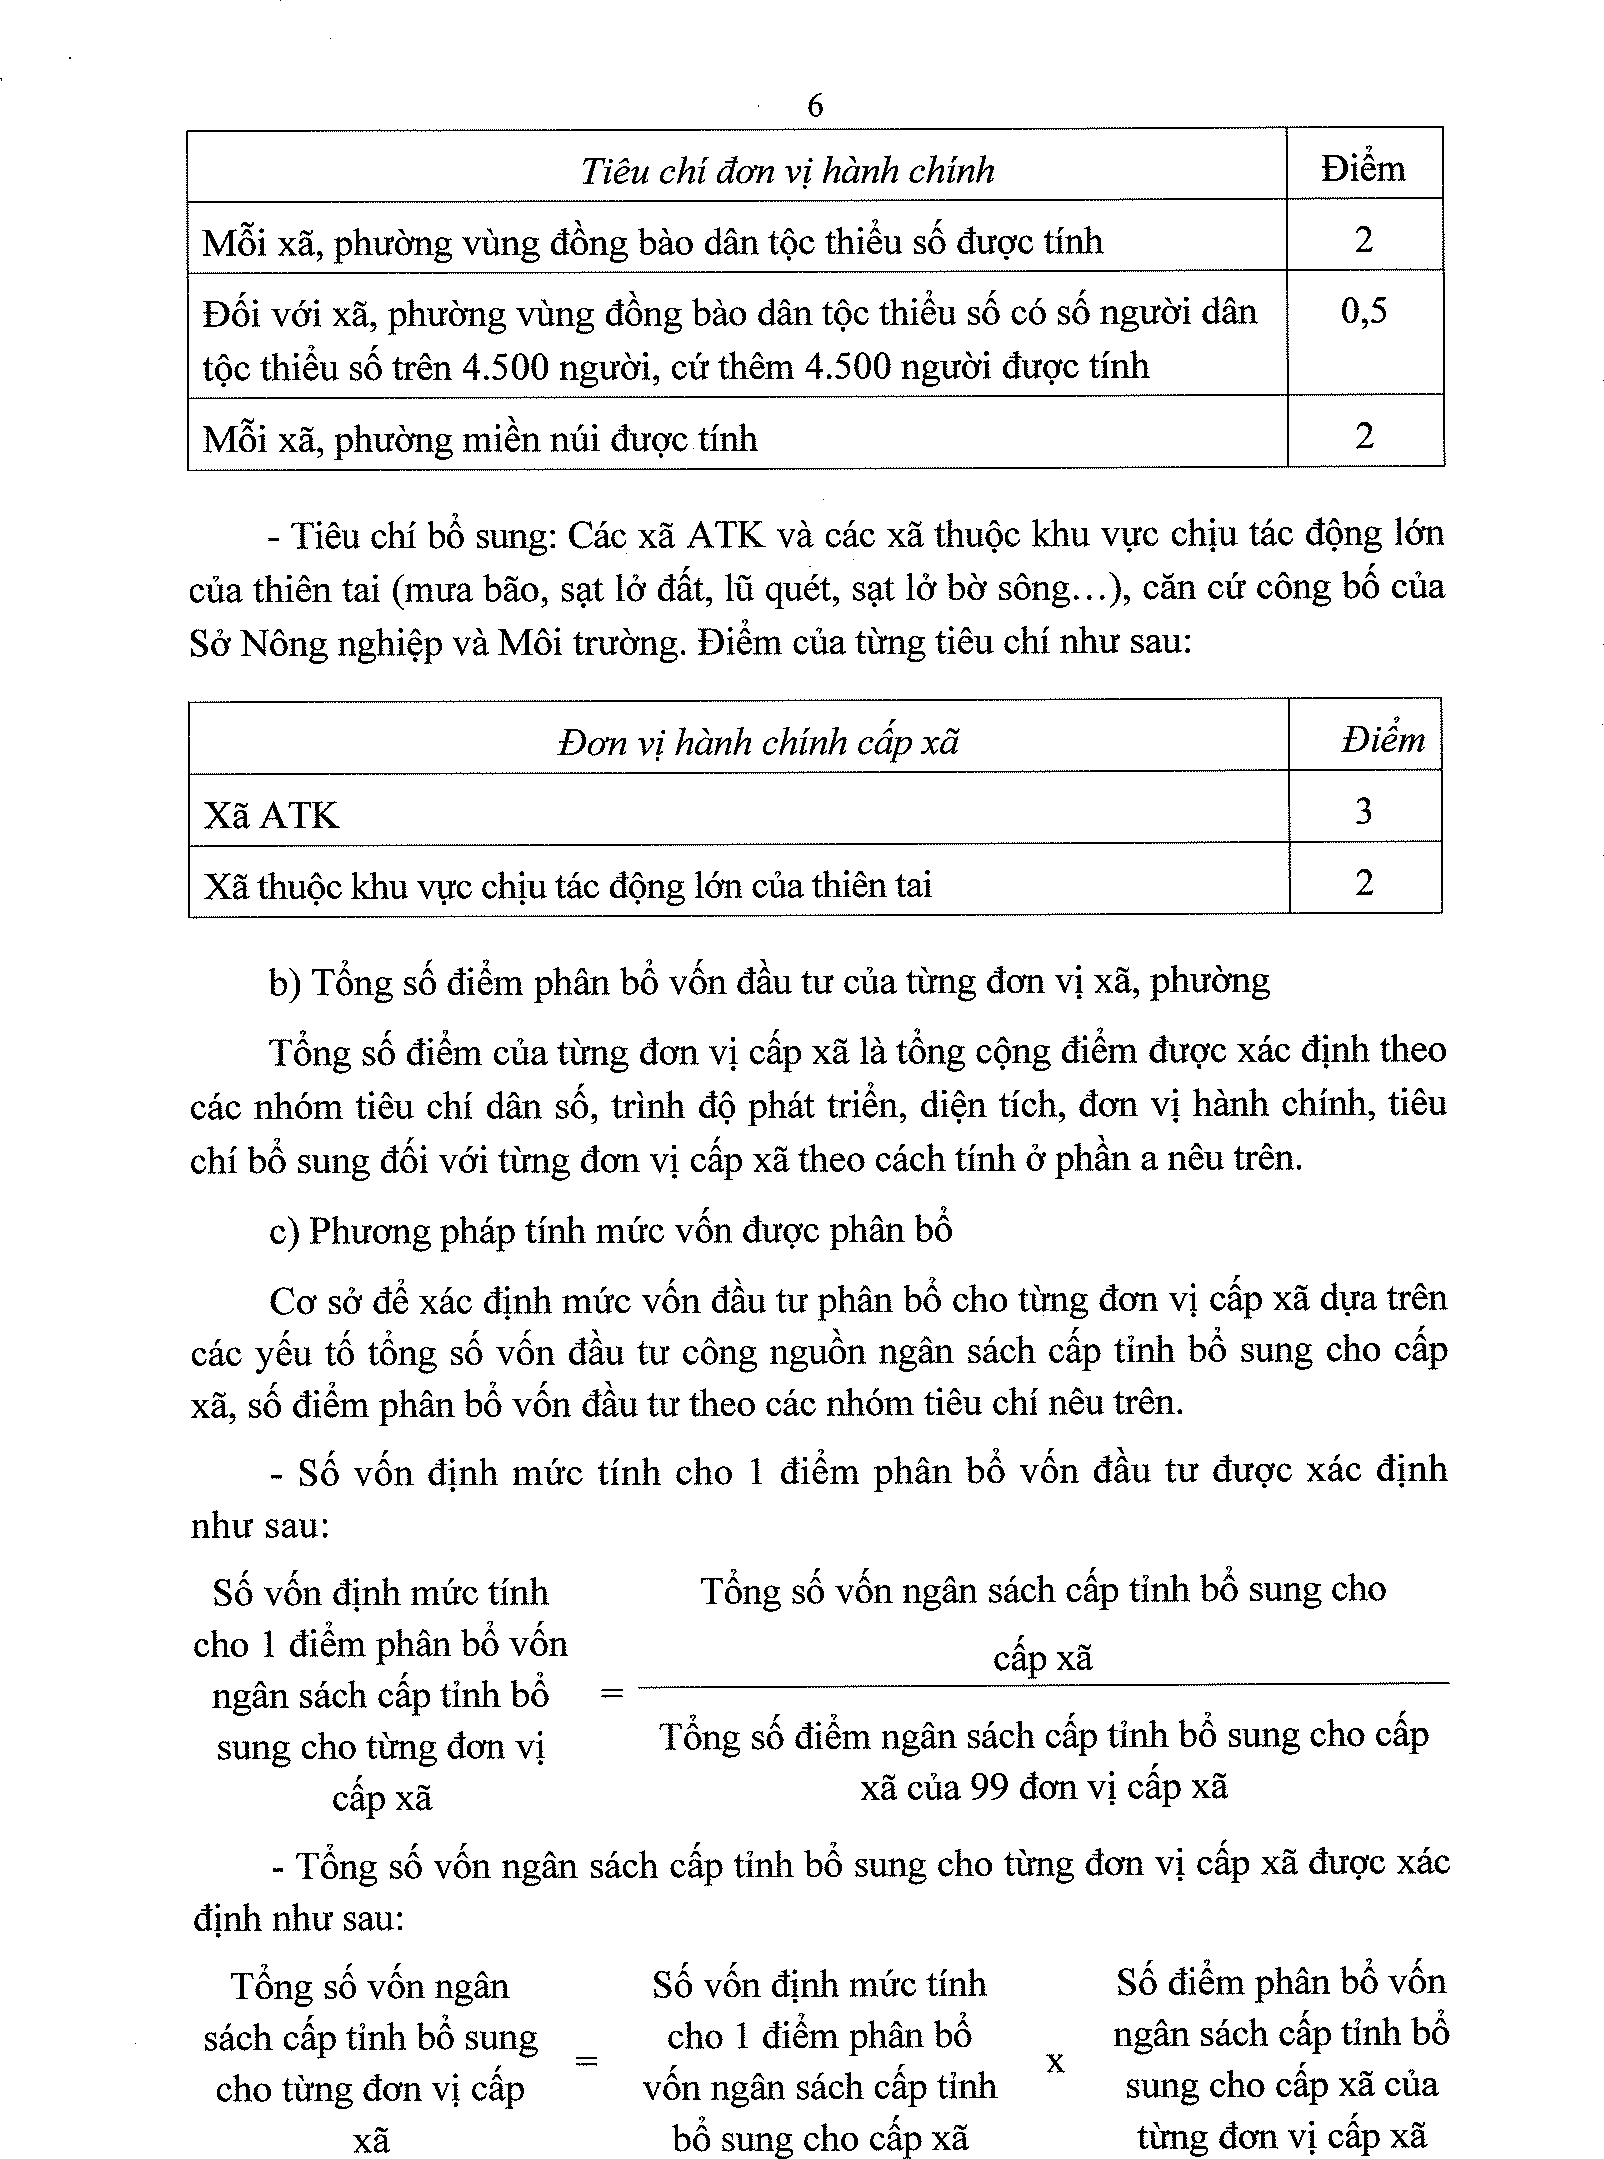 6
Tiêu chí đơn vị hành chính Điểm
Mỗi xã, phường vùng đồng bào dân tộc thiểu số được tính 2
Đối với xã, phường vùng đồng bào dân tộc thiểu số có số người dân 0,5
tộc thiểu số trên 4.500 người, cứ thêm 4.500 người được tính
Mỗi xã, phường miền núi được tính 2
- Tiêu chí bổ sung: Các xã ATK và các xã thuộc khu vực chịu tác động lớn
của thiên tai (mưa bão, sạt lở đất, lũ quét, sạt lở bờ sông...), căn cứ công bố của
Sở Nông nghiệp và Môi trường. Điểm của từng tiêu chí như sau:
Đơn vị hành chính cấp xã Điểm
Xã ATK 3
Xã thuộc khu vực chịu tác động lớn của thiên tai 2
b) Tổng số điểm phân bổ vốn đầu tư của từng đơn vị xã, phường
Tổng số điểm của từng đơn vị cấp xã là tổng cộng điểm được xác định theo
các nhóm tiêu chí dân số, trình độ phát triển, diện tích, đơn vị hành chính, tiêu
chí bổ sung đối với từng đơn vị cấp xã theo cách tính ở phần a nêu trên.
c) Phương pháp tính mức vốn được phân bổ
Cơ sở để xác định mức vốn đầu tư phân bổ cho từng đơn vị cấp xã dựa trên
các yếu tố tổng số vốn đầu tư công nguồn ngân sách cấp tỉnh bổ sung cho cấp
xã, số điểm phân bổ vốn đầu tư theo các nhóm tiêu chí nêu trên.
- Số vốn định mức tính cho 1 điểm phân bổ vốn đầu tư được xác định
như sau:
Số vốn định mức tính
cho 1 điểm phân bổ vốn
ngân sách cấp tỉnh bổ
sung cho từng đơn vị
cấp xã
=
Tổng số vốn ngân sách cấp tỉnh bổ sung cho
cấp xã
Tổng số điểm ngân sách cấp tỉnh bổ sung cho cấp
xã của 99 đơn vị cấp xã
- Tổng số vốn ngân sách cấp tỉnh bổ sung cho từng đơn vị cấp xã được xác
định như sau:
Tổng số vốn ngân
sách cấp tỉnh bổ sung
cho từng đơn vị cấp
xã
=
Số vốn định mức tính
cho 1 điểm phân bổ
vốn ngân sách cấp tỉnh
bổ sung cho cấp xã
x
Số điểm phân bổ vốn
ngân sách cấp tỉnh bổ
sung cho cấp xã của
từng đơn vị cấp xã